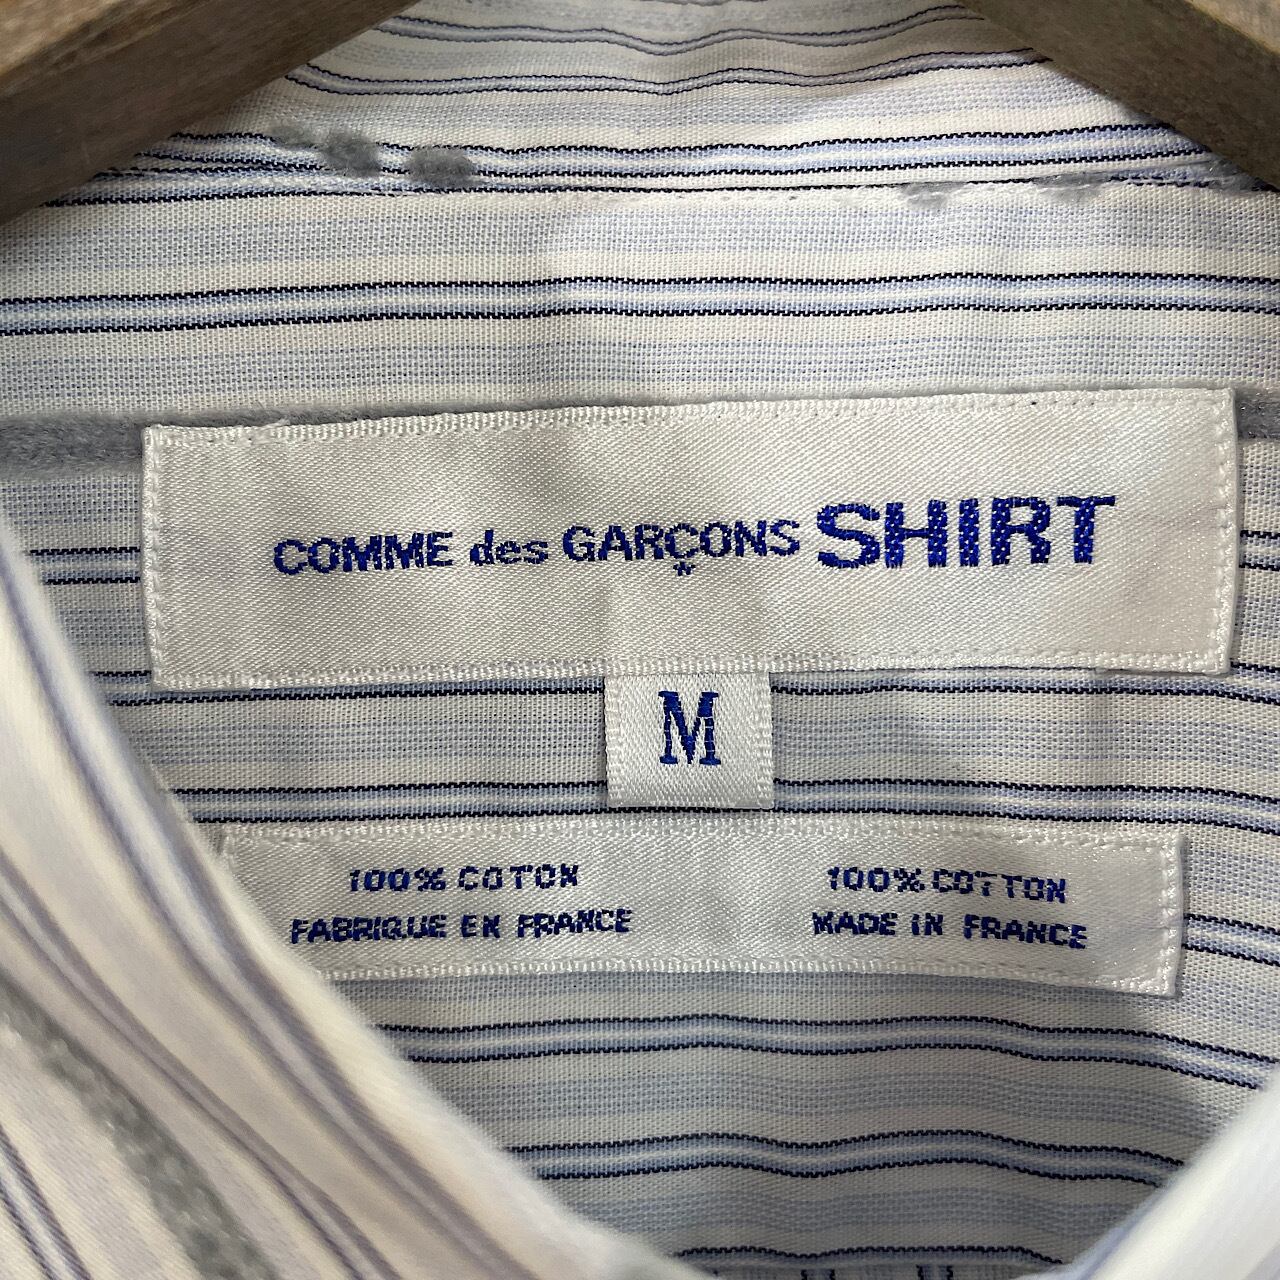 COMME des GARÇONS SHIRT
M
100% COTON
FABRIQUE EN FRANCE
100% COTTON
MADE IN FRANCE